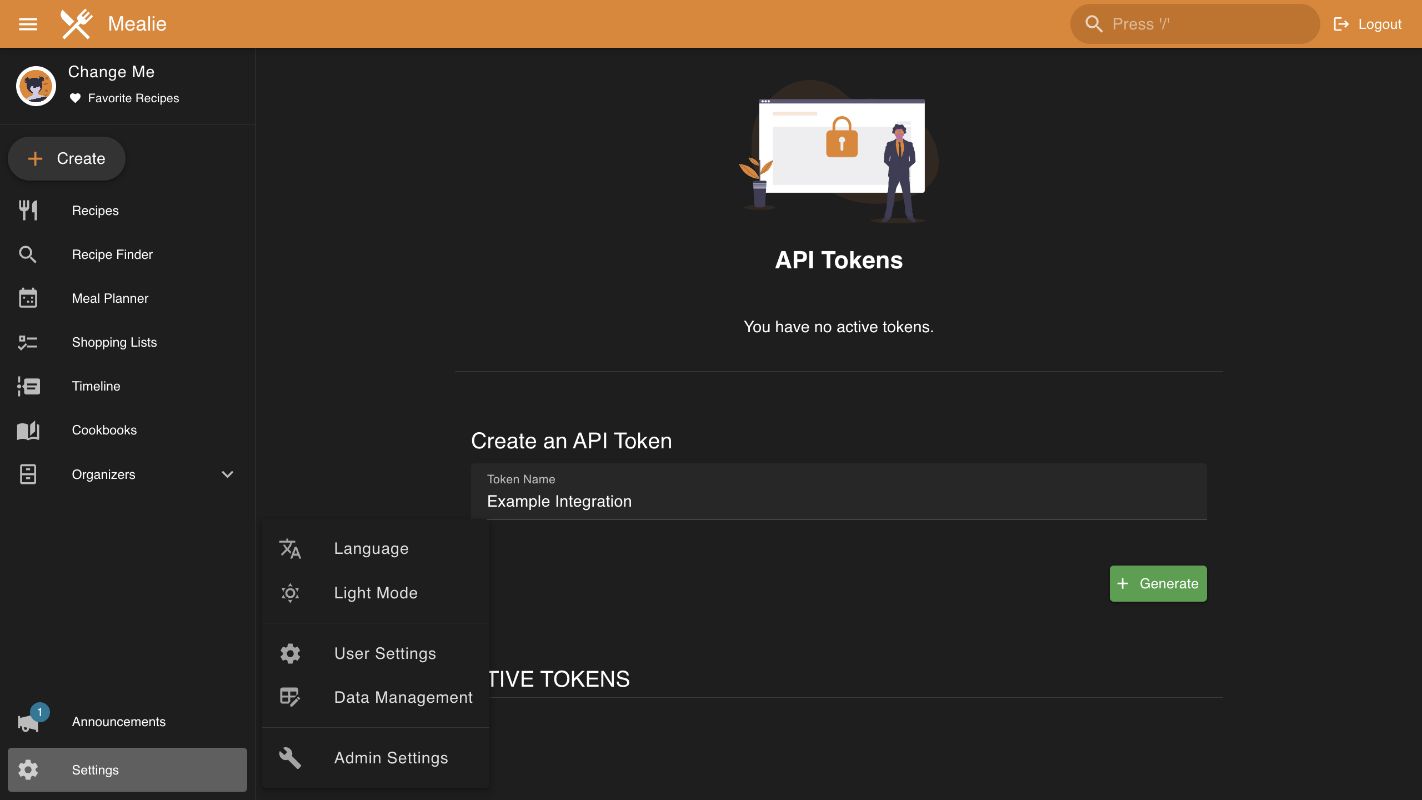 Mealie
Press '/'
Logout
Change Me
Favorite Recipes
Create
Recipes
Recipe Finder
Meal Planner
Shopping Lists
Timeline
Cookbooks
Organizers
1
Announcements
Settings
Language
Light Mode
User Settings
Data Management
Admin Settings
API Tokens
You have no active tokens.
Create an API Token
Token Name
Example Integration
Generate
TIVE TOKENS